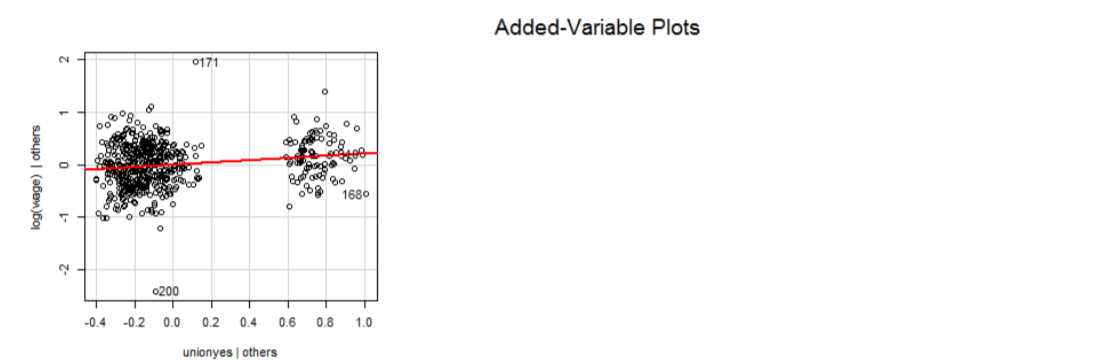 Added-Variable Plots
2
171
1
log(wage) | others
0
168
-1
-2
200
-0.4 -0.2 0.0 0.2 0.4 0.6 0.8 1.0
unionyes | others